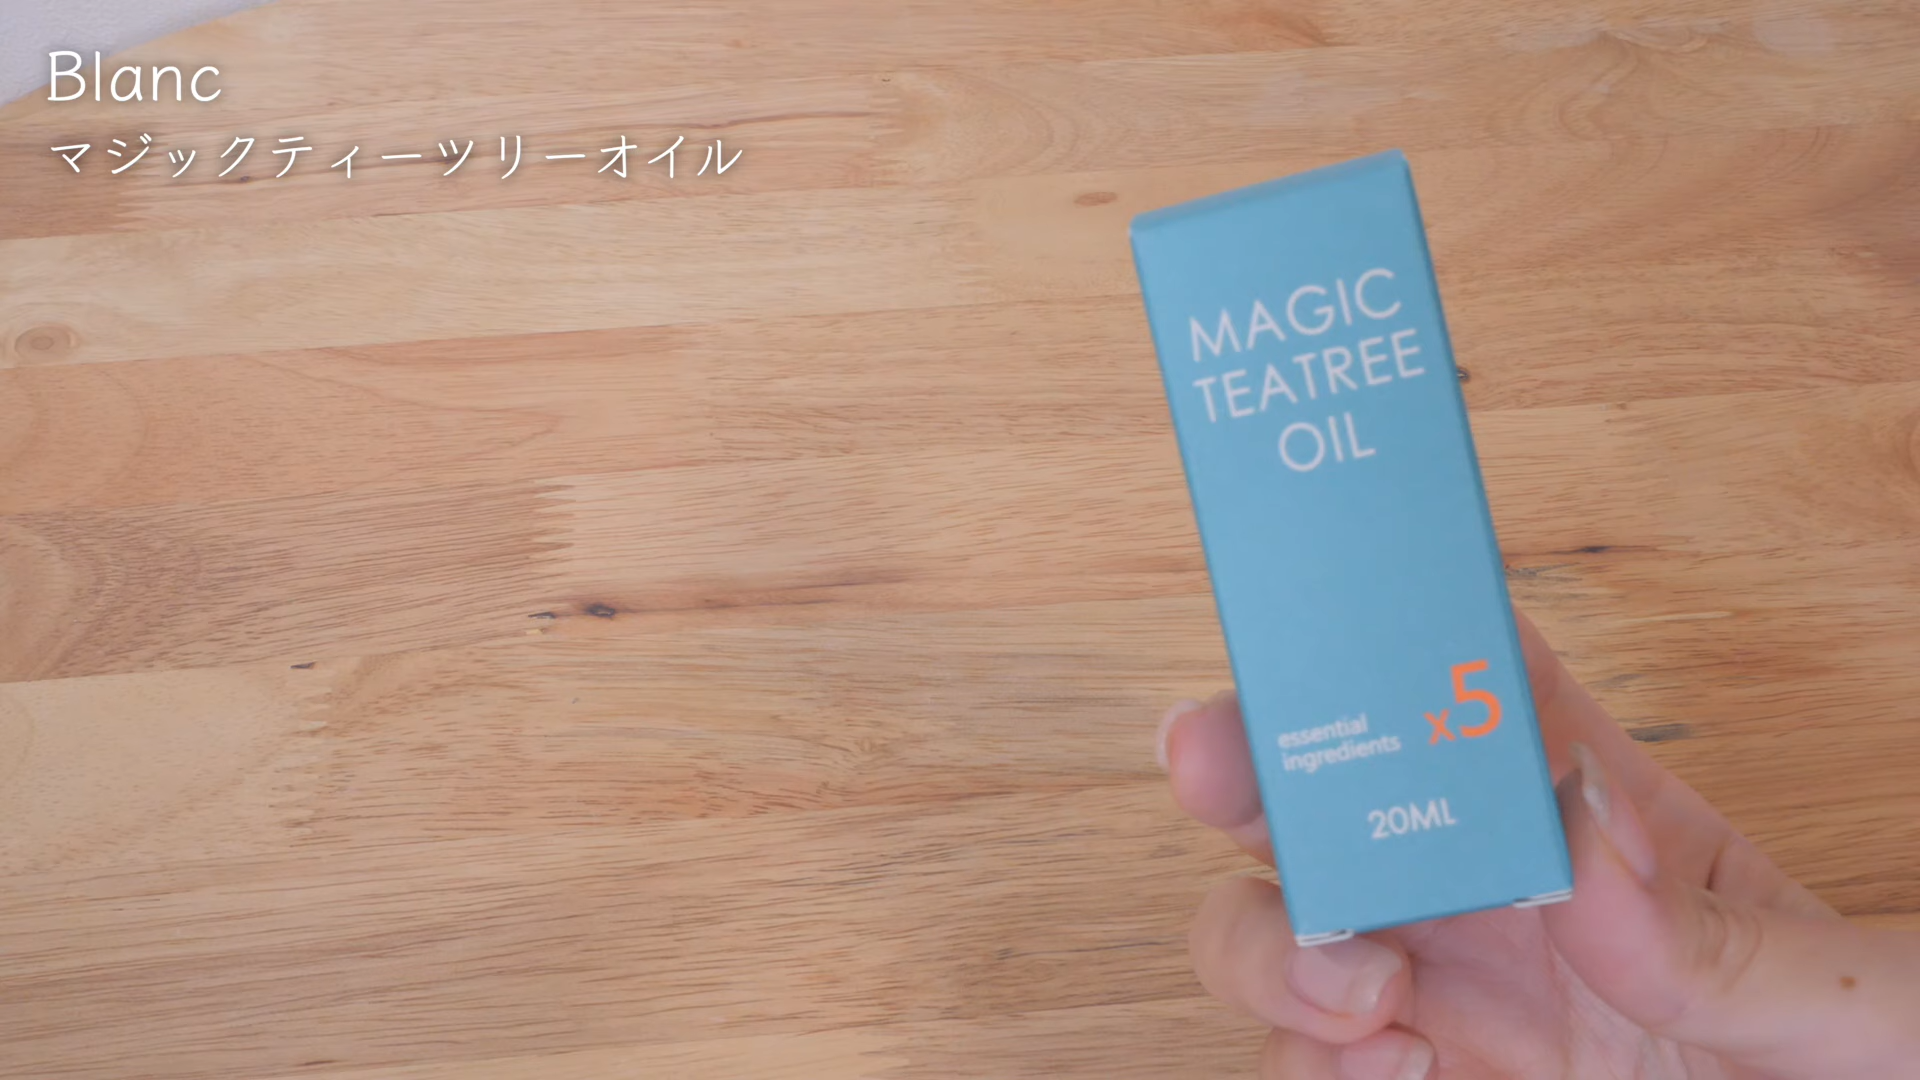 Blanc
マジックティーツリーオイル
MAGIC
TEATREE
OIL
essential
ingredients
x5
20ML